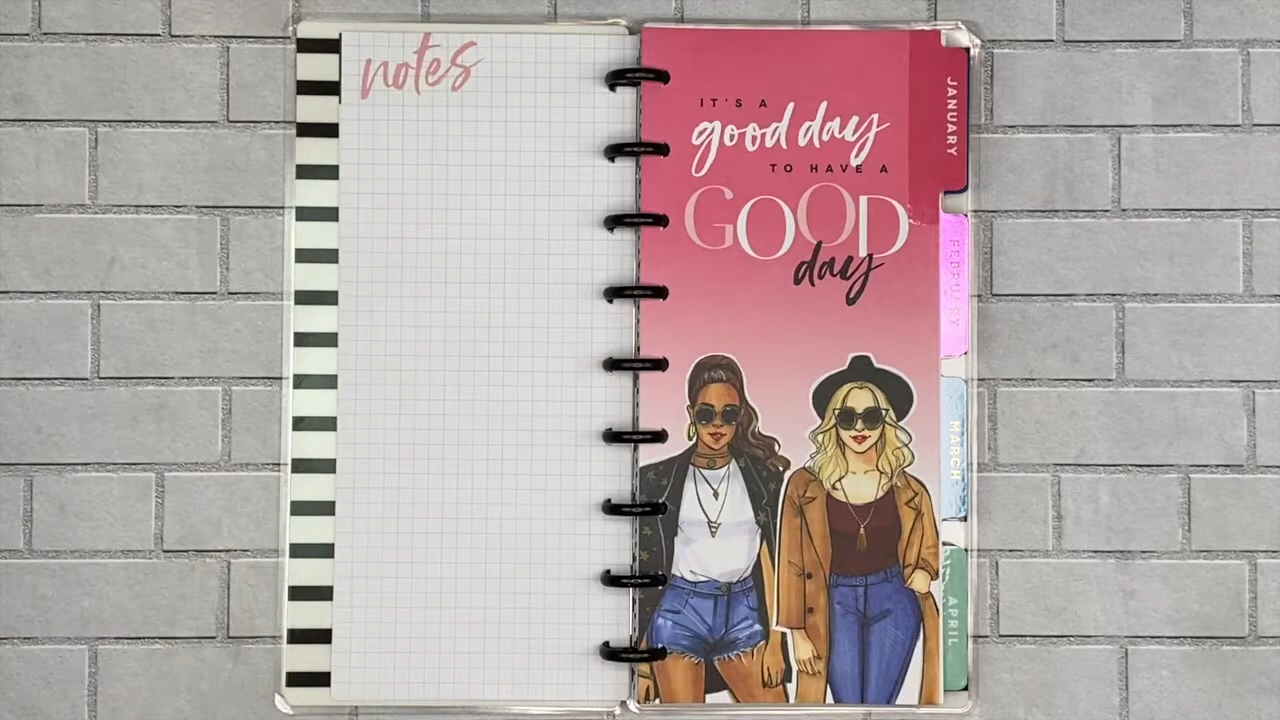 notes
IT'S A
good day
TO HAVE A
GOOD
day
JANUARY
FEBRUARY
MARCH
APRIL